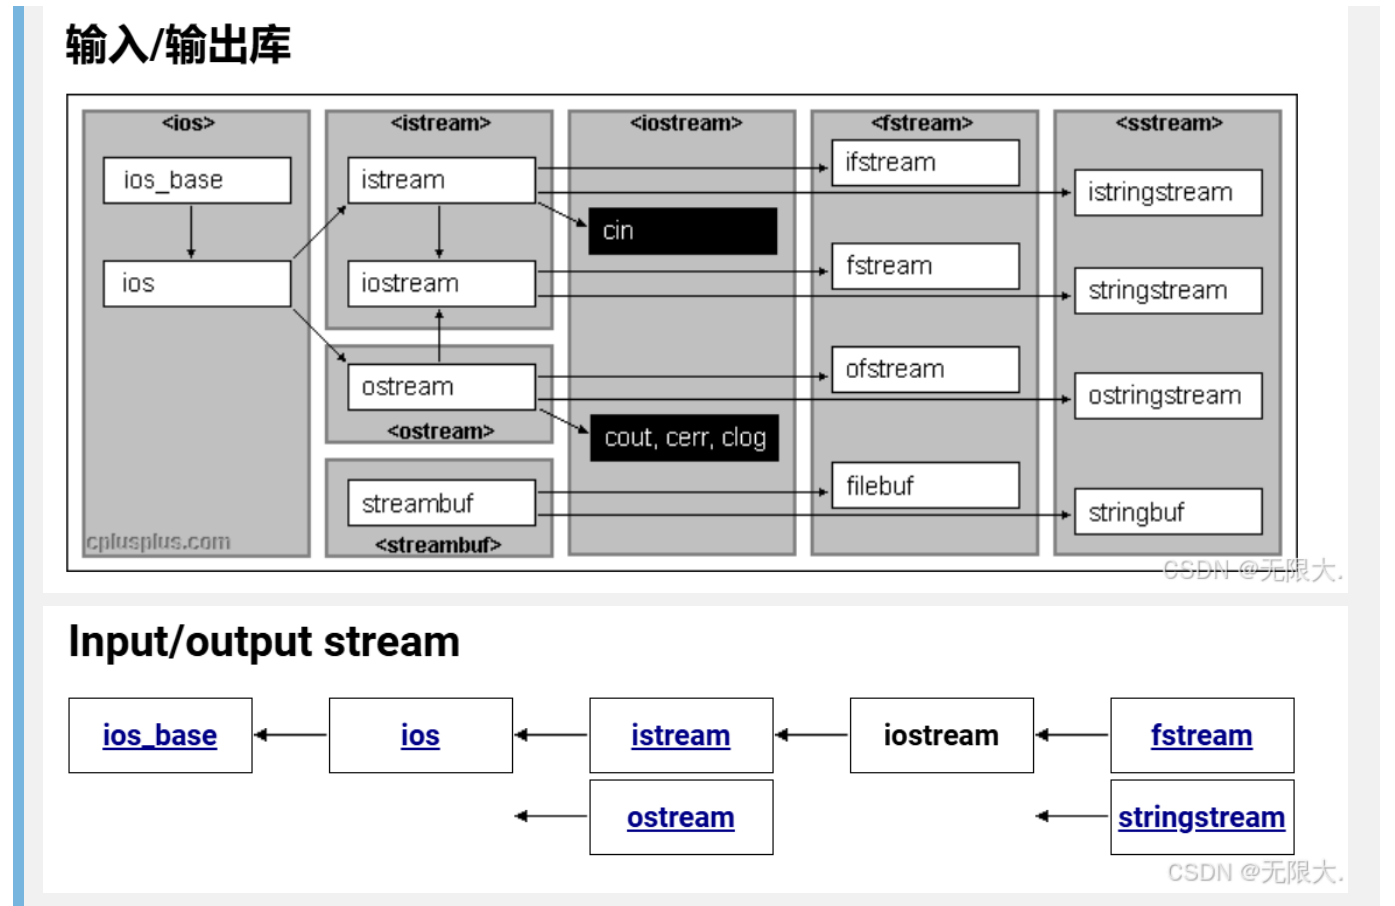 输入/输出库
<ios>
ios_base
ios
cplusplus.com
<istream>
istream
iostream
ostream
<ostream>
streambuf
<streambuf>
<iostream>
cin
cout, cerr, clog
<fstream>
ifstream
fstream
ofstream
filebuf
<sstream>
istringstream
stringstream
ostringstream
stringbuf
CSDN @无限大.
Input/output stream
ios_base
ios
istream
iostream
fstream
ostream
stringstream
CSDN @无限大.